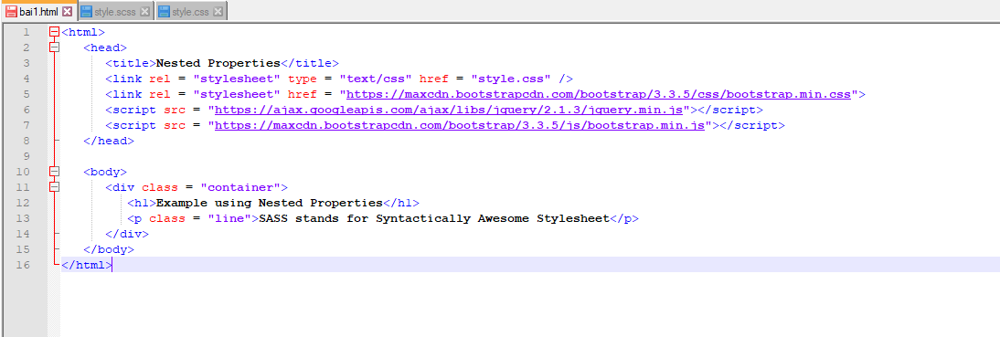 bai1.html style.scss style.css
1 <html>
2 <head>
3 <title>Nested Properties</title>
4 <link rel = "stylesheet" type = "text/css" href = "style.css" />
5 <link rel = "stylesheet" href = "https://maxcdn.bootstrapcdn.com/bootstrap/3.3.5/css/bootstrap.min.css">
6 <script src = "https://ajax.googleapis.com/ajax/libs/jquery/2.1.3/jquery.min.js"></script>
7 <script src = "https://maxcdn.bootstrapcdn.com/bootstrap/3.3.5/js/bootstrap.min.js"></script>
8 </head>
9
10 <body>
11 <div class = "container">
12 <h1>Example using Nested Properties</h1>
13 <p class = "line">SASS stands for Syntactically Awesome Stylesheet</p>
14 </div>
15 </body>
16 </html>